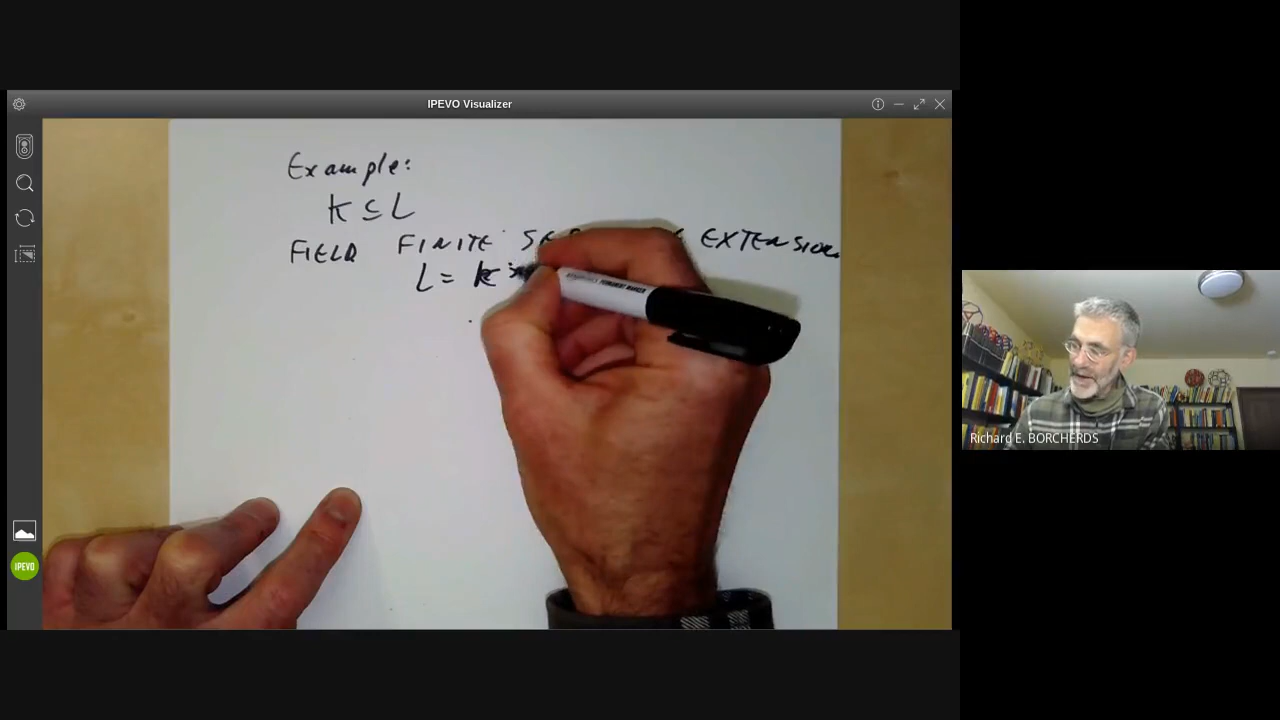 IPEVO Visualizer
Example:
K ⊆ L
FIELD FINITE EXTENSION
L = K
IPEVO
Richard E. BORCHERDS